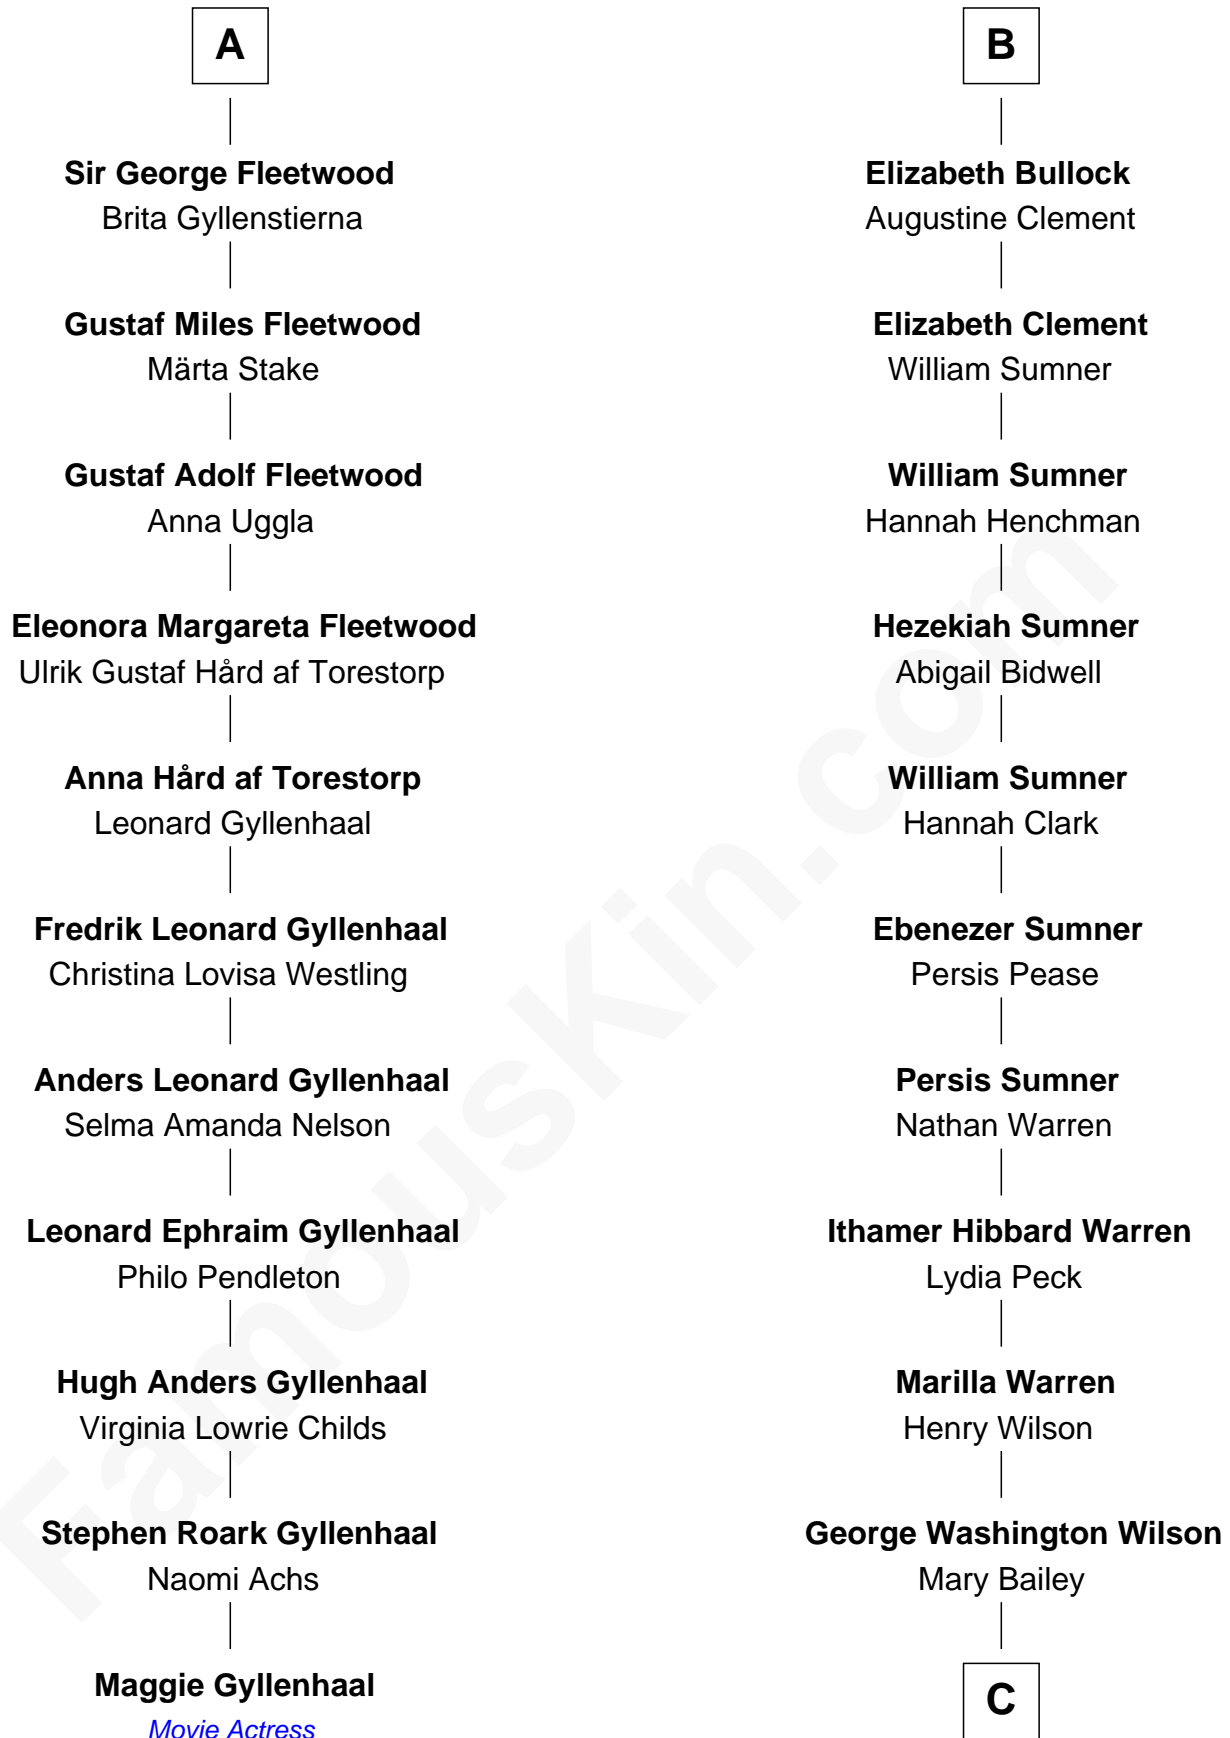 A
Sir George Fleetwood
Brita Gyllenstierna
Gustaf Miles Fleetwood
Märta Stake
Gustaf Adolf Fleetwood
Anna Uggla
Eleonora Margareta Fleetwood
Ulrik Gustaf Hård af Torestorp
Anna Hård af Torestorp
Leonard Gyllenhaal
Fredrik Leonard Gyllenhaal
Christina Lovisa Westling
Anders Leonard Gyllenhaal
Selma Amanda Nelson
Leonard Ephraim Gyllenhaal
Philo Pendleton
Hugh Anders Gyllenhaal
Virginia Lowrie Childs
Stephen Roark Gyllenhaal
Naomi Achs
Maggie Gyllenhaal
Movie Actress
B
Elizabeth Bullock
Augustine Clement
Elizabeth Clement
William Sumner
William Sumner
Hannah Henchman
Hezekiah Sumner
Abigail Bidwell
William Sumner
Hannah Clark
Ebenezer Sumner
Persis Pease
Persis Sumner
Nathan Warren
Ithamer Hibbard Warren
Lydia Peck
Marilla Warren
Henry Wilson
George Washington Wilson
Mary Bailey
C
FamousKin.com